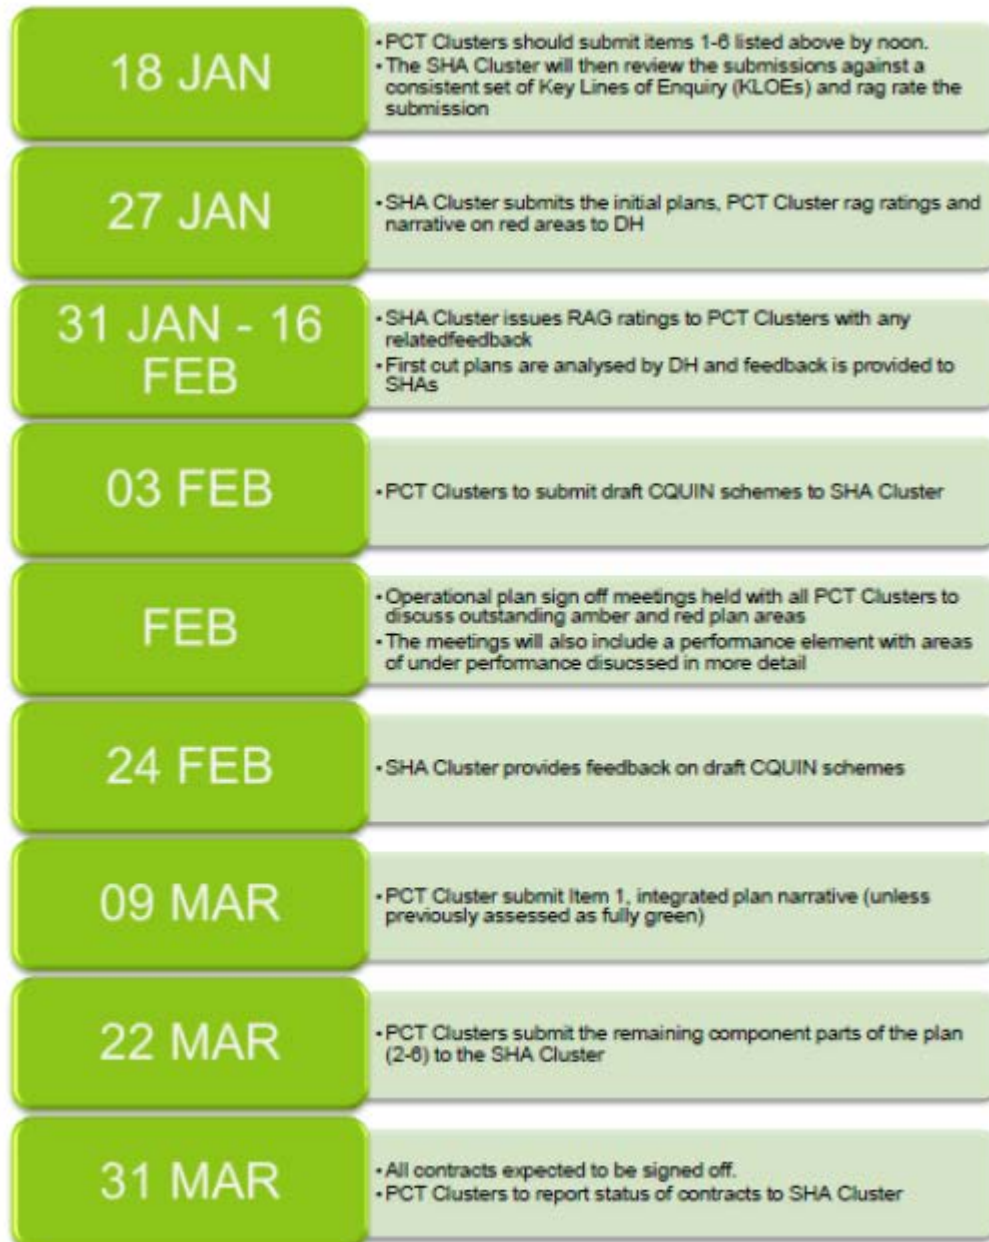 18 JAN
• PCT Clusters should submit items 1-6 listed above by noon.
• The SHA Cluster will then review the submissions against a
consistent set of Key Lines of Enquiry (KLOEs) and rag rate the
submission
27 JAN
• SHA Cluster submits the initial plans, PCT Cluster rag ratings and
narrative on red areas to DH
31 JAN - 16
FEB
• SHA Cluster issues RAG ratings to PCT Clusters with any
relatedfeedback
• First cut plans are analysed by DH and feedback is provided to
SHAs
03 FEB
• PCT Clusters to submit draft CQUIN schemes to SHA Cluster
FEB
• Operational plan sign off meetings held with all PCT Clusters to
discuss outstanding amber and red plan areas
• The meetings will also include a performance element with areas
of under performance disucssed in more detail
24 FEB
• SHA Cluster provides feedback on draft CQUIN schemes
09 MAR
• PCT Cluster submit Item 1, integrated plan narrative (unless
previously assessed as fully green)
22 MAR
• PCT Clusters submit the remaining component parts of the plan
(2-6) to the SHA Cluster
31 MAR
• All contracts expected to be signed off.
• PCT Clusters to report status of contracts to SHA Cluster